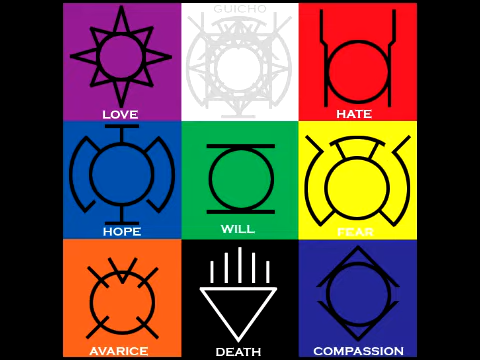 GUICHO
LOVE
HATE
HOPE
WILL
FEAR
AVARICE
DEATH
COMPASSION